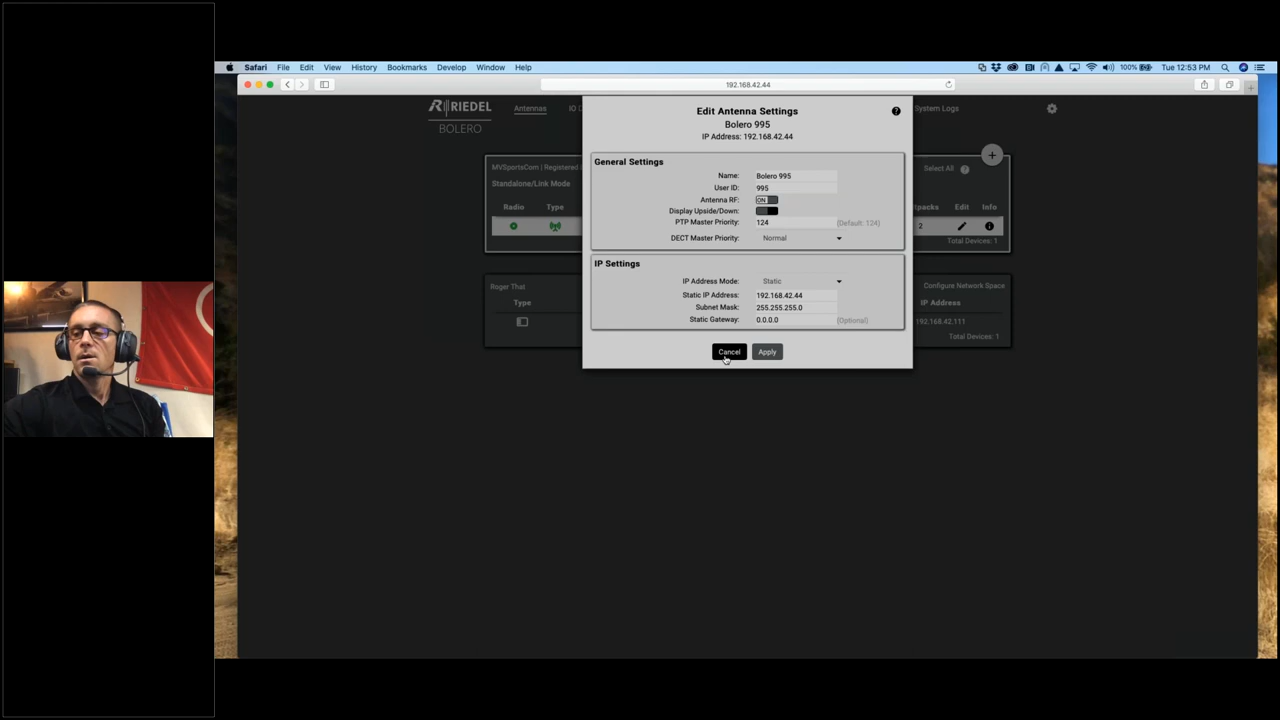 Safari File Edit View History Bookmarks Develop Window Help 100% Tue 12:53 PM
192.168.42.44
RIEDEL
BOLERO
Antennas
System Logs
Edit Antenna Settings
Bolero 995
IP Address: 192.168.42.44
General Settings
Name: Bolero 995
User ID: 995
Antenna RF: ON
Display Upside/Down:
PTP Master Priority: 124 (Default: 124)
DECT Master Priority: Normal
IP Settings
IP Address Mode: Static
Static IP Address: 192.168.42.44
Subnet Mask: 255.255.255.0
Static Gateway: 0.0.0.0 (Optional)
Cancel Apply
MVSportsCom | Registered
Standalone/Link Mode
Radio Type
Select All
tpacks Edit Info
2
Total Devices: 1
Roger That
Type
Configure Network Space
IP Address
192.168.42.111
Total Devices: 1